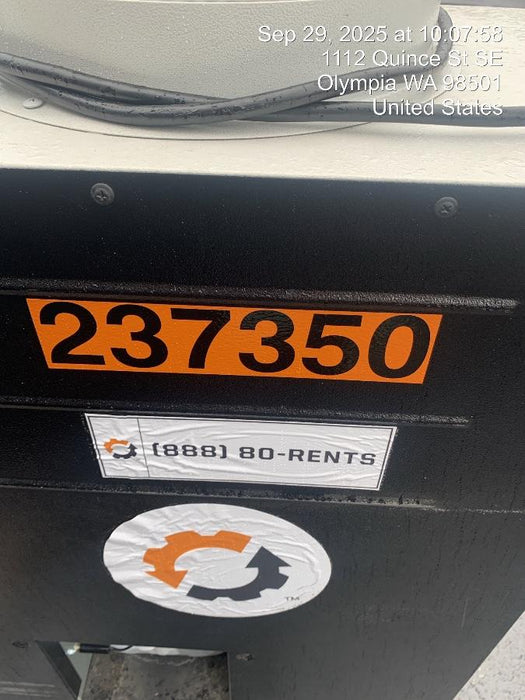 Sep 29, 2025 at 10:07:58
1112 Quince St SE
Olympia WA 98501
United States
237350
(888) 80-RENTS
TM